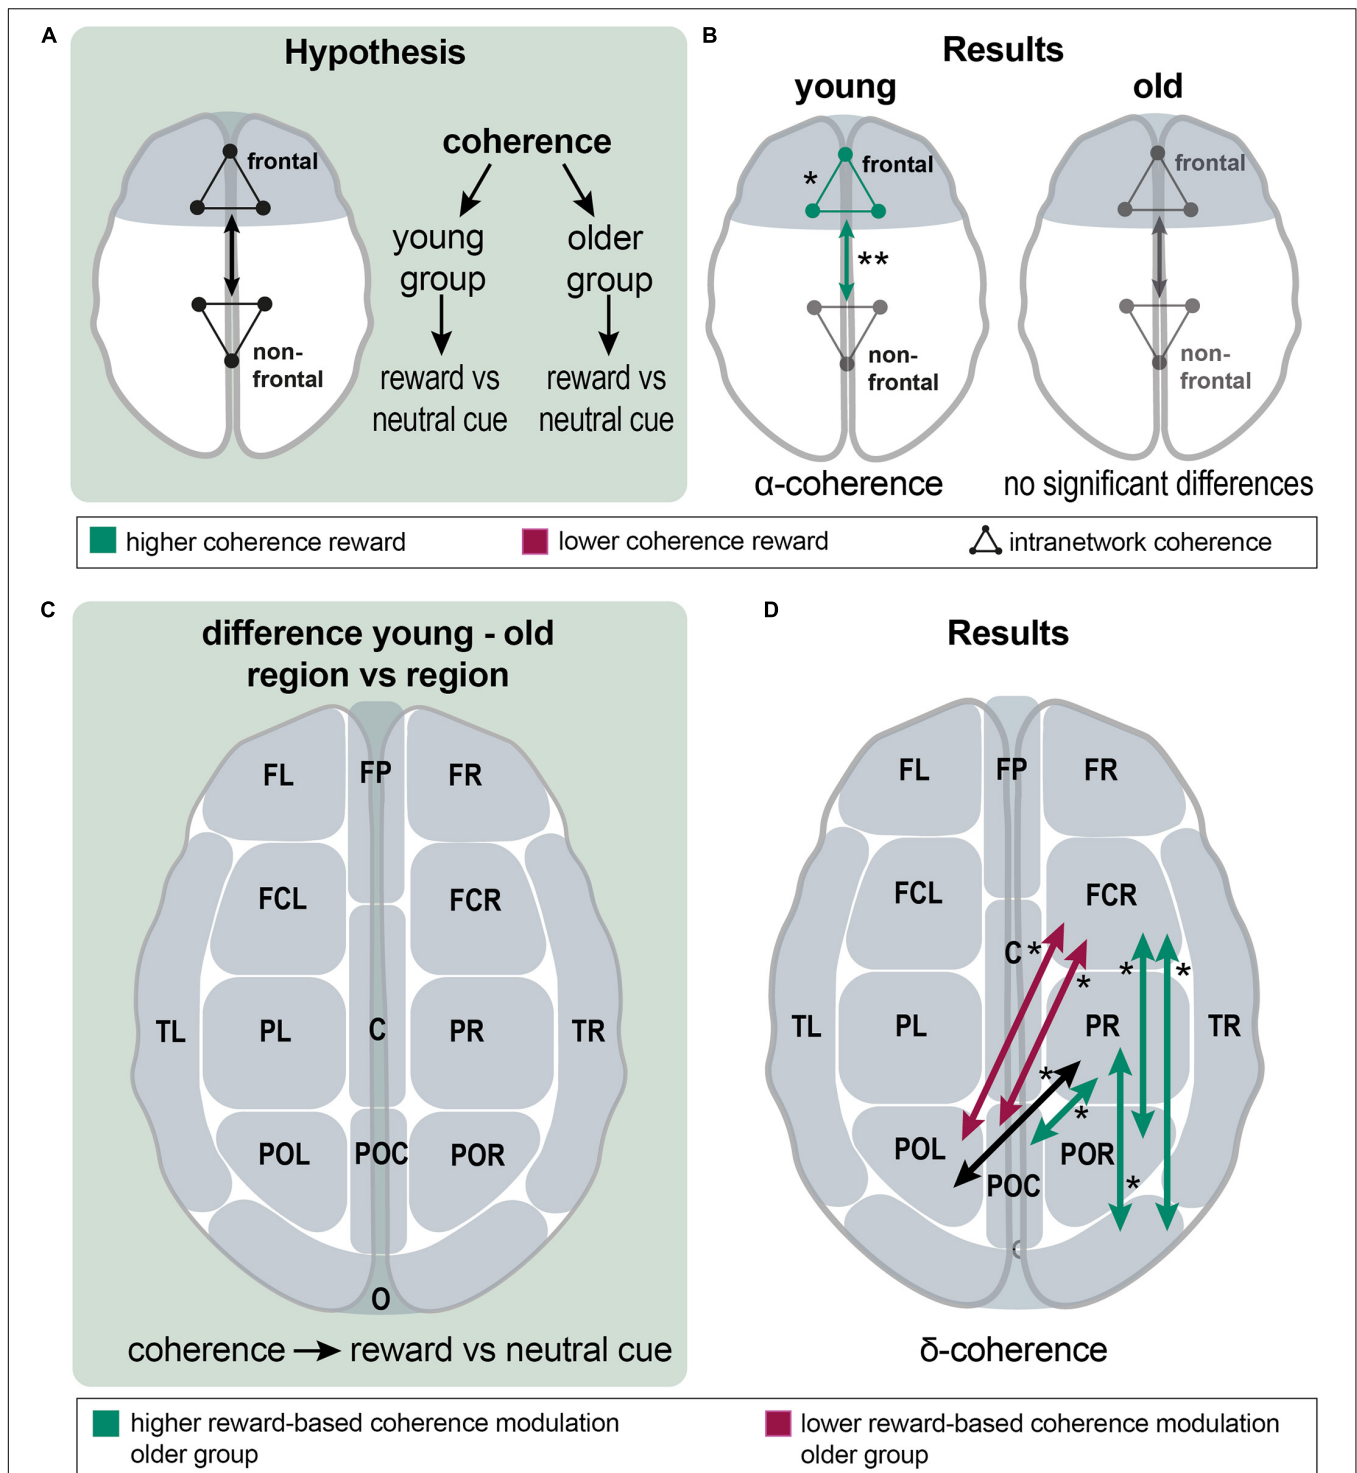 A
Hypothesis
frontal
non-
frontal
coherence
young
group
older
group
reward vs
neutral cue
reward vs
neutral cue
B
Results
young
old
frontal
*
**
non-
frontal
frontal
non-
frontal
α-coherence
no significant differences
higher coherence reward
lower coherence reward
intranetwork coherence
C
difference young - old
region vs region
FL
FP
FR
FCL
FCR
TL
PL
C
PR
TR
POL
POC
POR
O
coherence → reward vs neutral cue
D
Results
FL
FP
FR
FCL
FCR
C
*
*
*
*
TL
PL
PR
TR
*
*
POL
POR
POC
*
δ-coherence
higher reward-based coherence modulation
older group
lower reward-based coherence modulation
older group